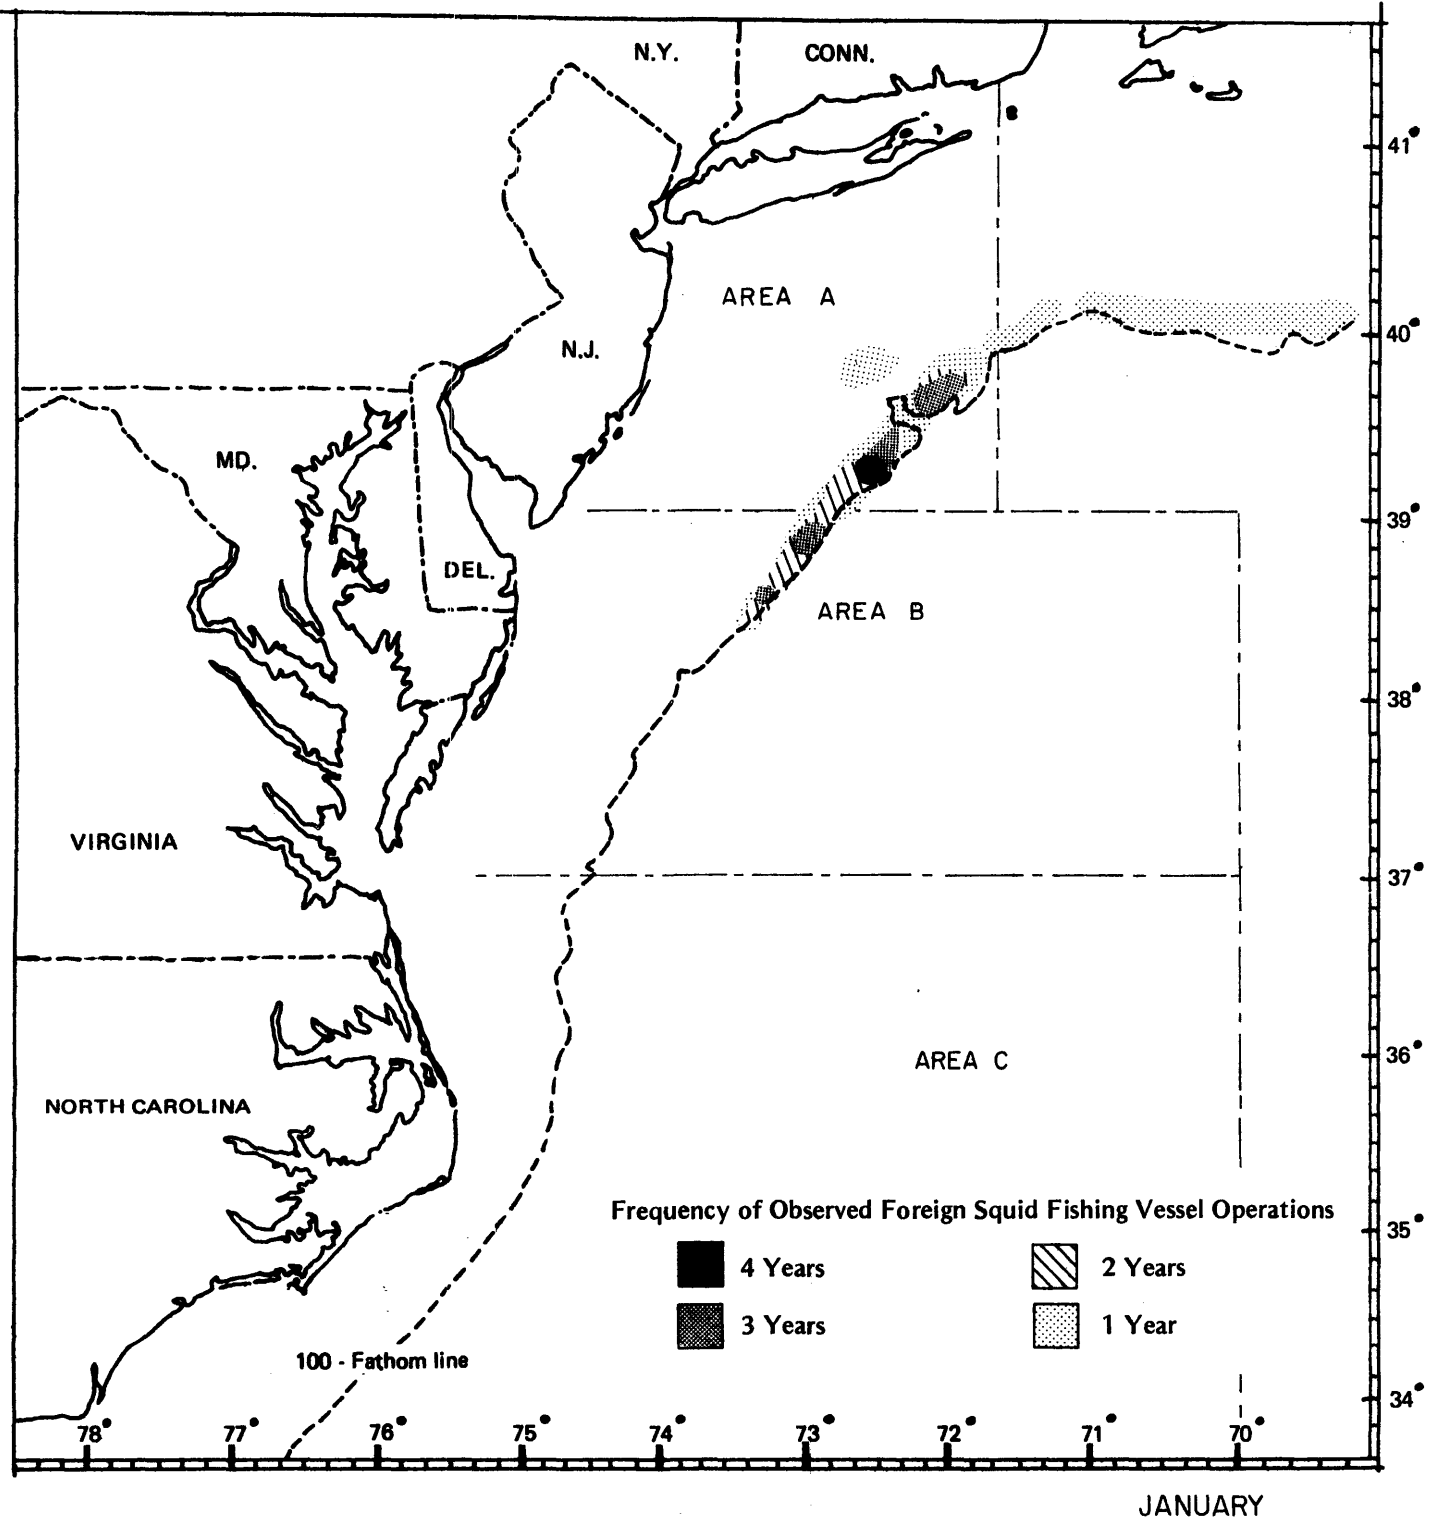 N.Y.
CONN.
41°
AREA A
40°
N.J.
MD.
39°
DEL.
AREA B
38°
VIRGINIA
37°
36°
AREA C
NORTH CAROLINA
Frequency of Observed Foreign Squid Fishing Vessel Operations
35°
4 Years
2 Years
3 Years
1 Year
100 - Fathom line
34°
78° 77° 76° 75° 74° 73° 72° 71° 70°
JANUARY